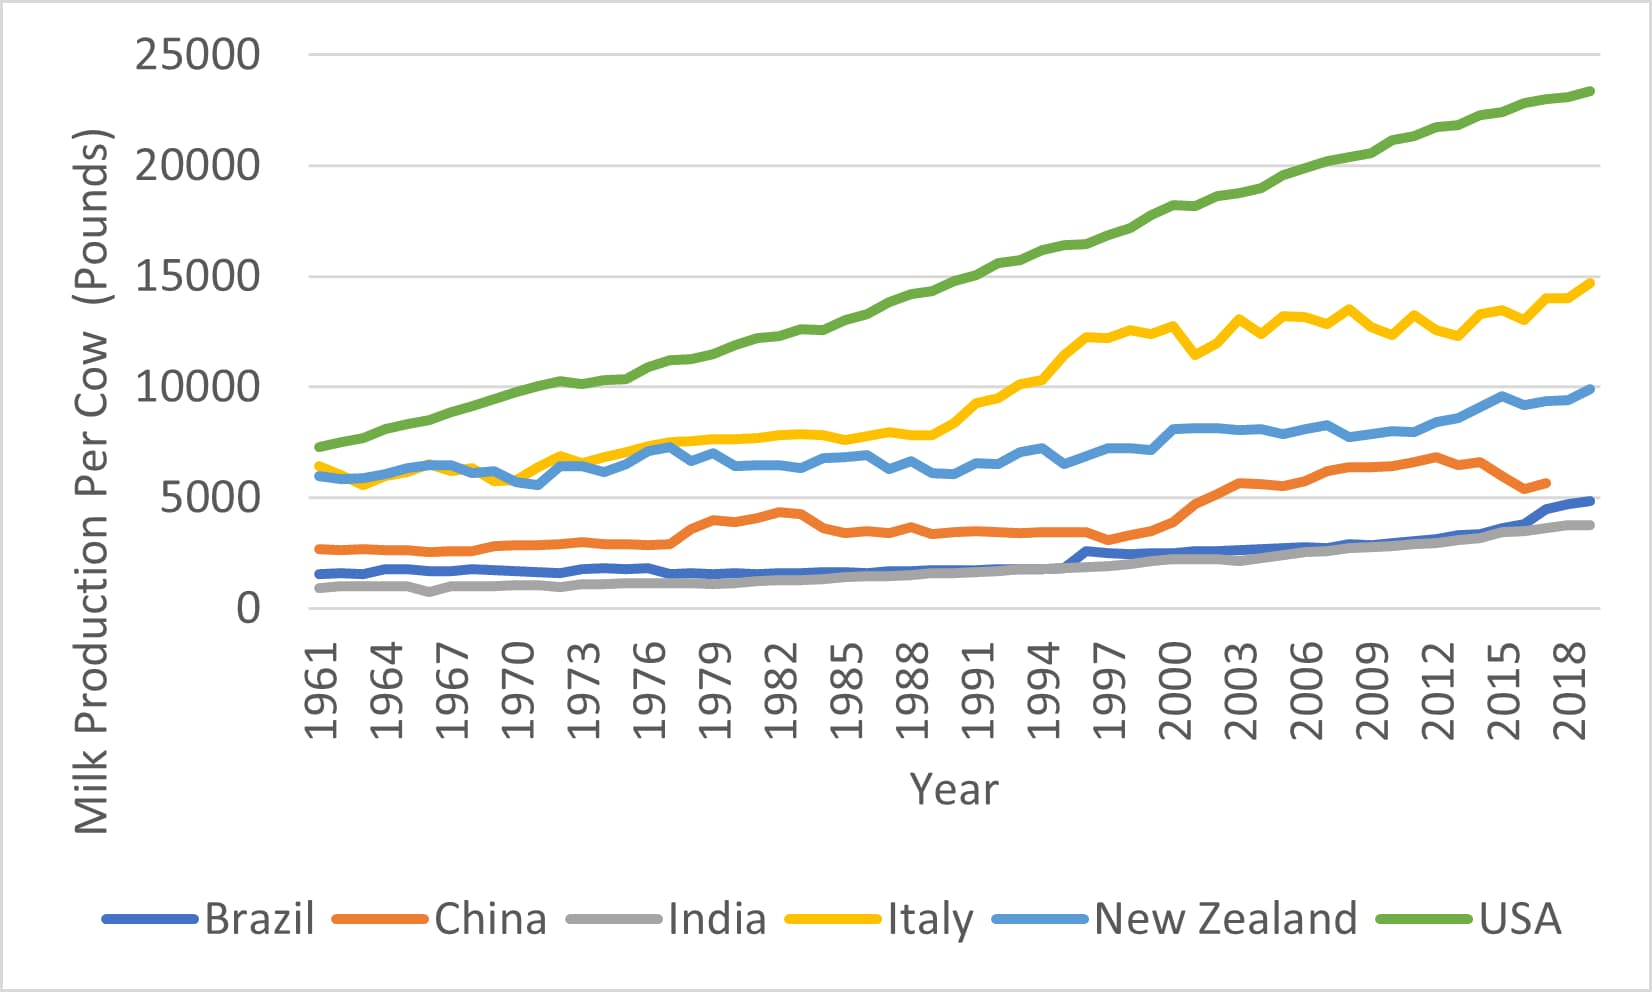 25000
20000
15000
10000
5000
0
Milk Production Per Cow (Pounds)
1961 1964 1967 1970 1973 1976 1979 1982 1985 1988 1991 1994 1997 2000 2003 2006 2009 2012 2015 2018
Year
Brazil China India Italy New Zealand USA